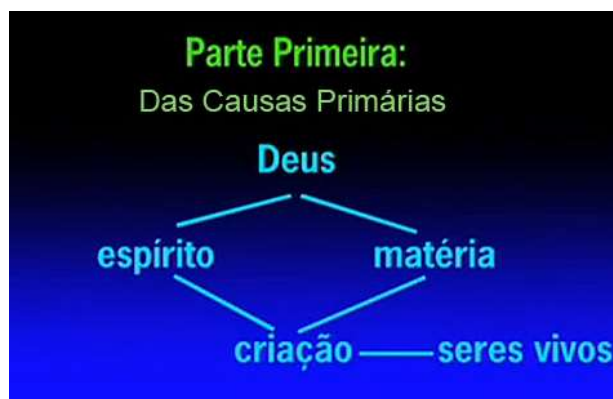 Parte Primeira:
Das Causas Primárias
Deus
espírito matéria
criação seres vivos